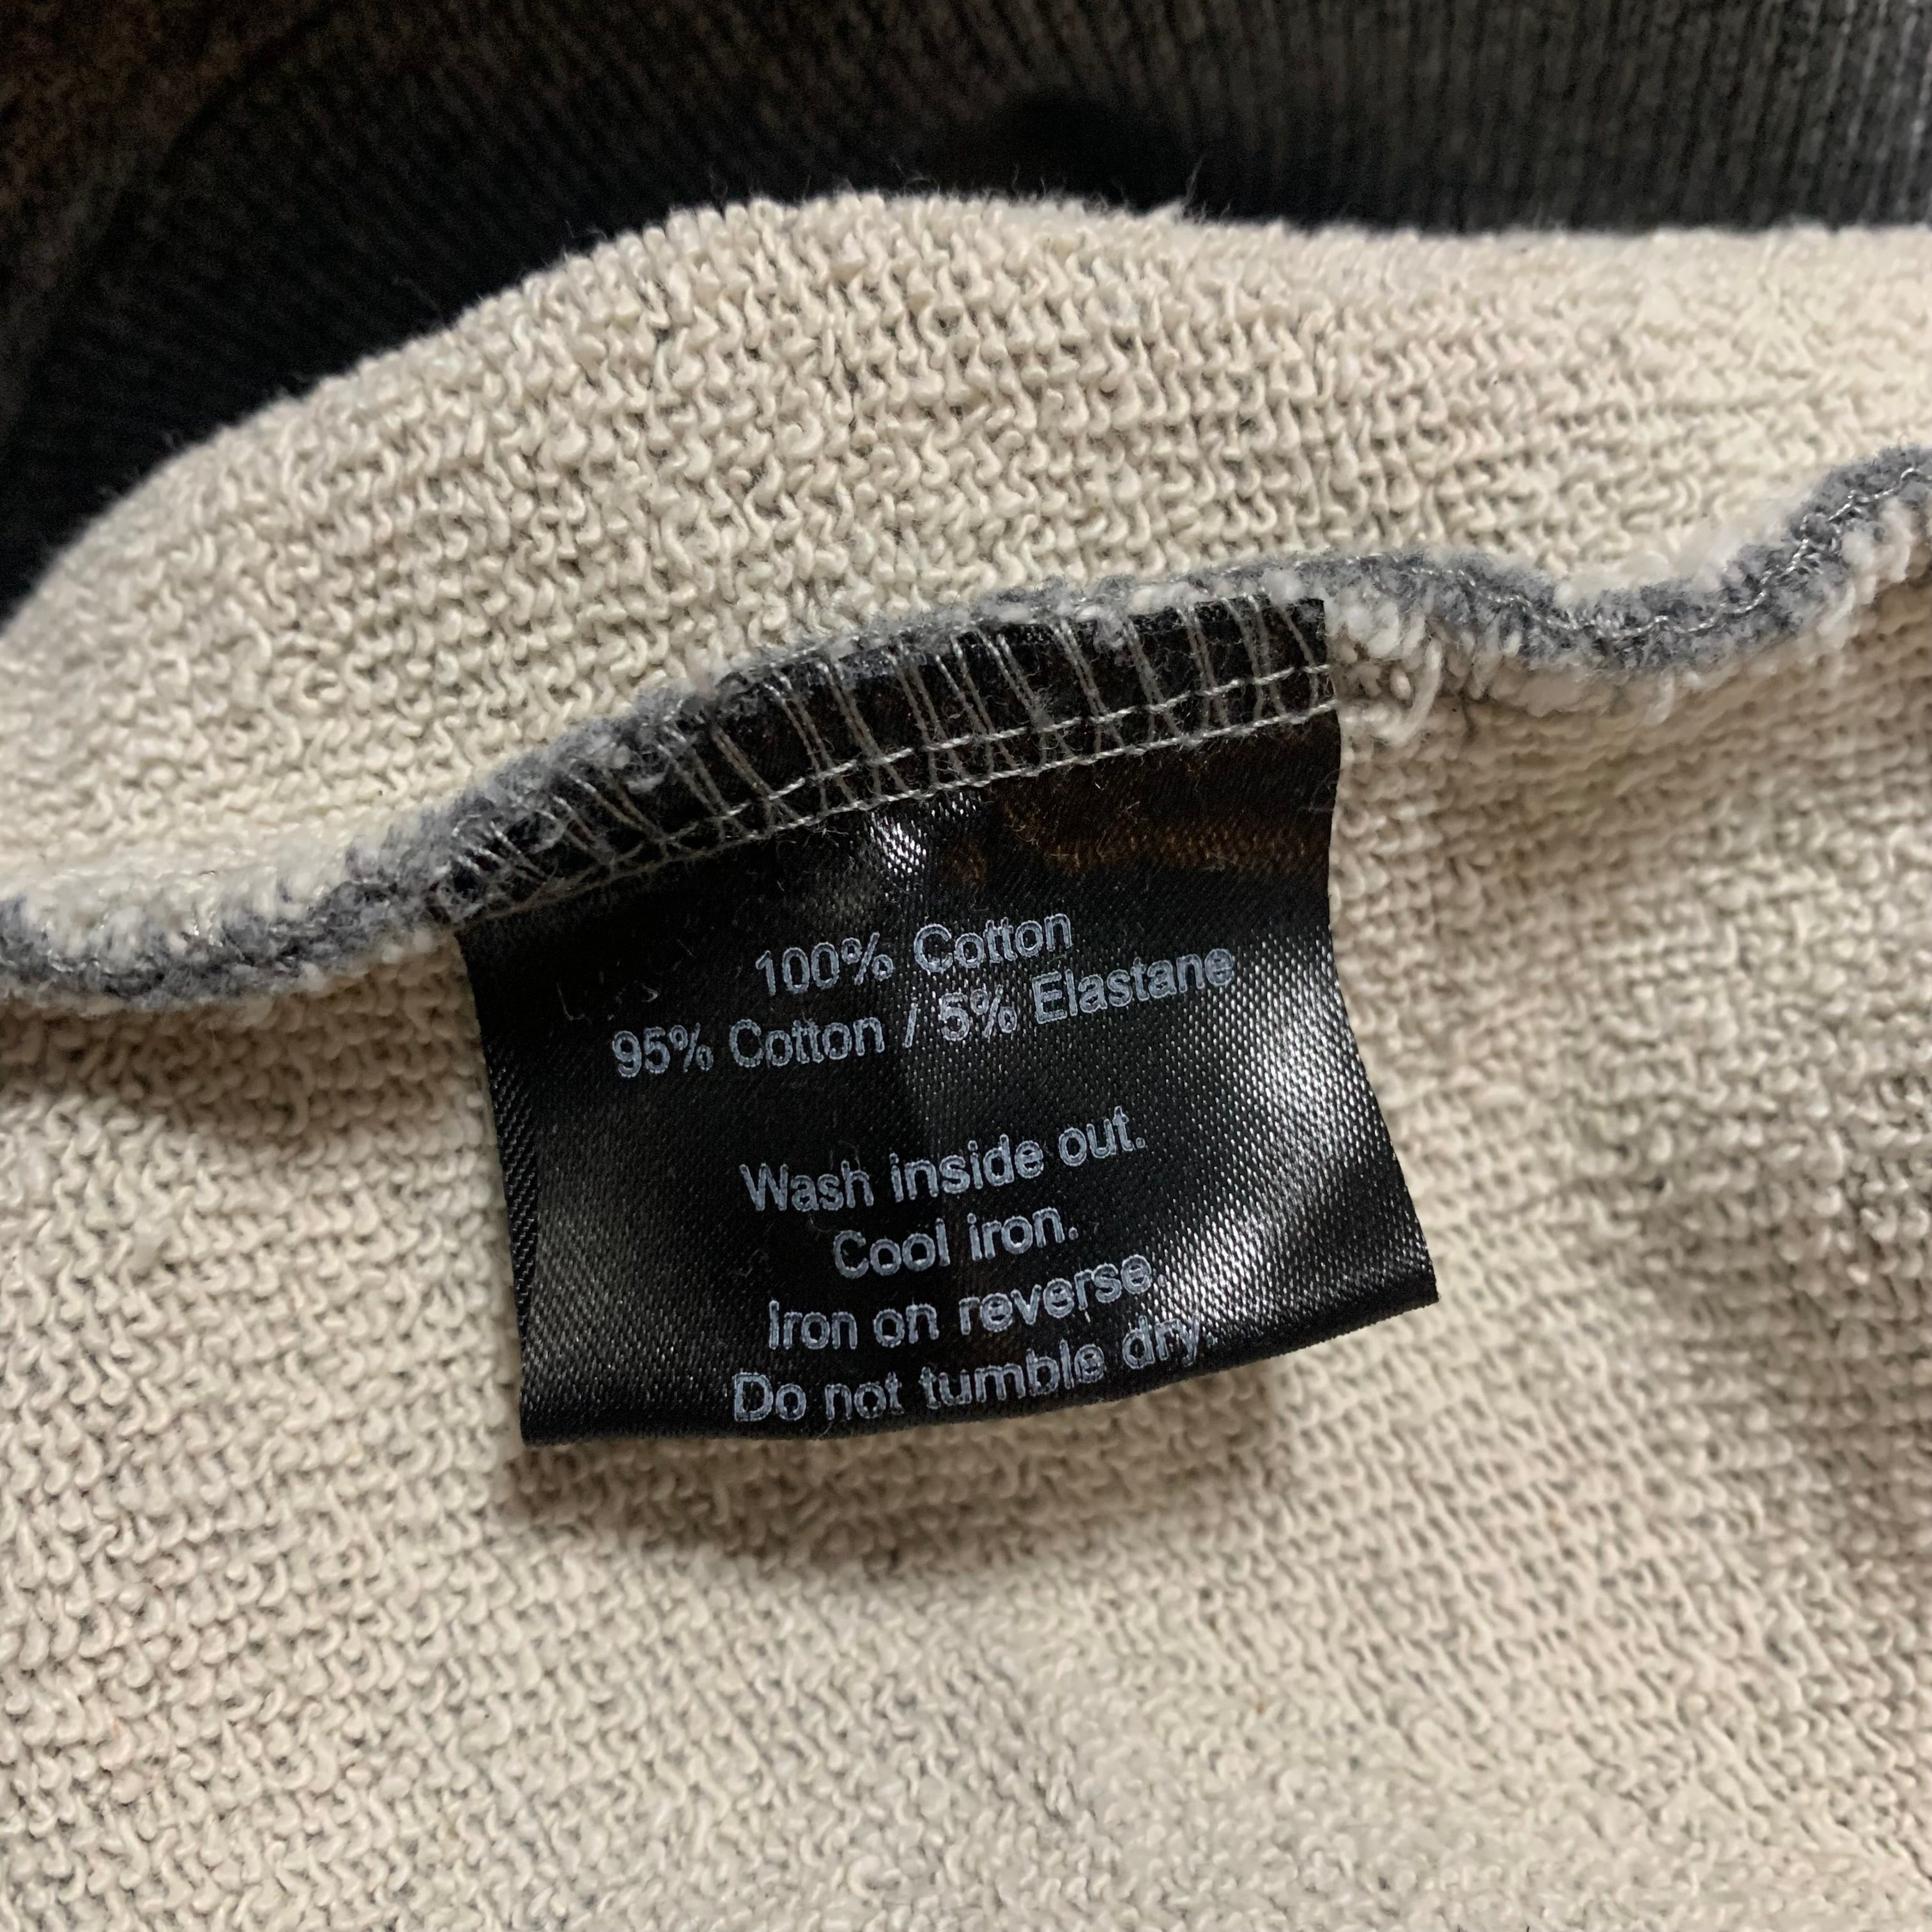 100% Cotton
95% Cotton / 5% Elastane
Wash inside out.
Cool iron.
Iron on reverse.
Do not tumble dry.